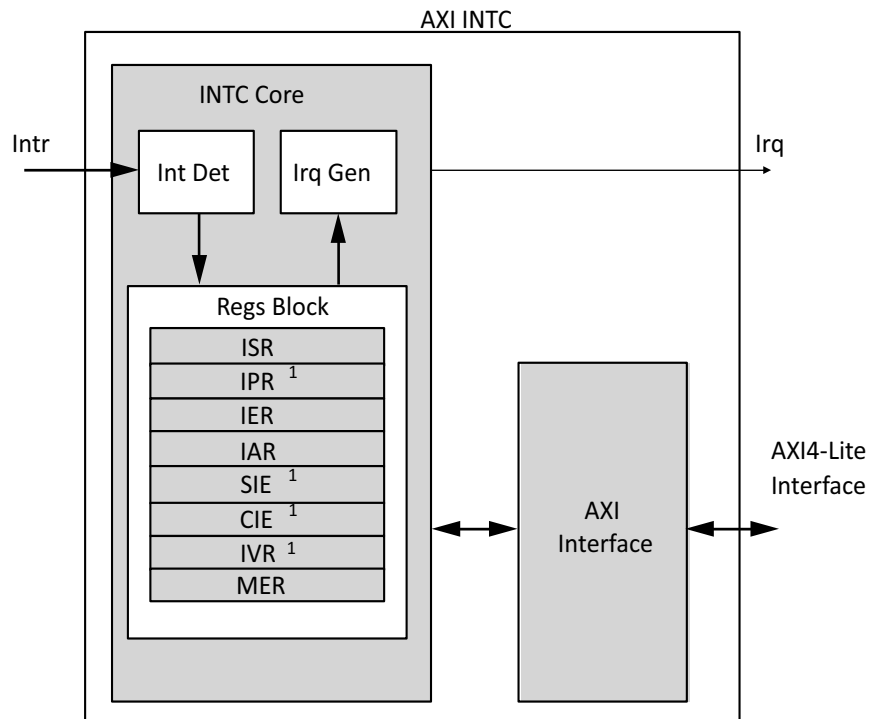 AXI INTC
INTC Core
Intr
Irq
Int Det
Irq Gen
Regs Block
ISR
IPR 1
IER
IAR
SIE 1
CIE 1
IVR 1
MER
AXI
Interface
AXI4-Lite
Interface